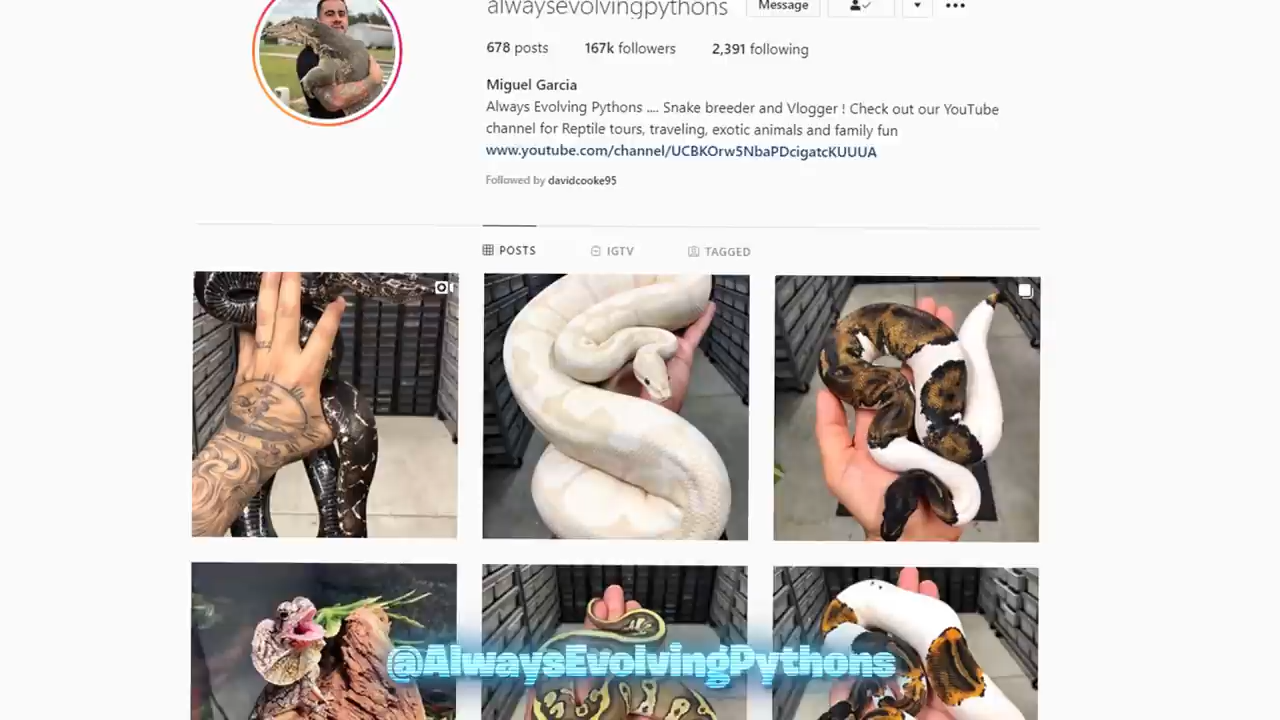 alwaysevolvingpythons Message
678 posts 167k followers 2,391 following
Miguel Garcia
Always Evolving Pythons .... Snake breeder and Vlogger ! Check out our YouTube
channel for Reptile tours, traveling, exotic animals and family fun
www.youtube.com/channel/UCBKOrw5NbaPDcigatcKUUUA
Followed by davidcooke95
POSTS IGTV TAGGED
@AlwaysEvolvingPythons